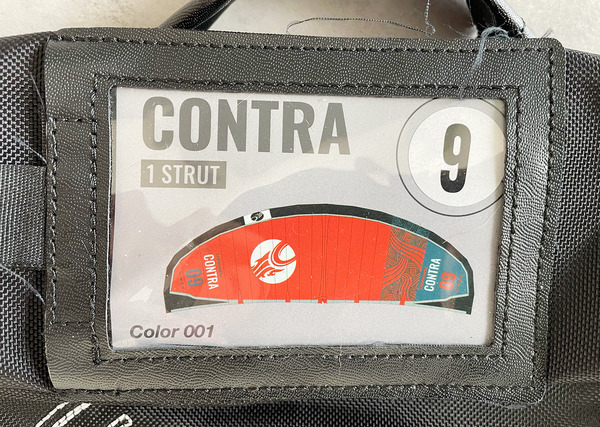 CONTRA
9
1 STRUT
CONTRA
09
CONTRA
09
Color 001